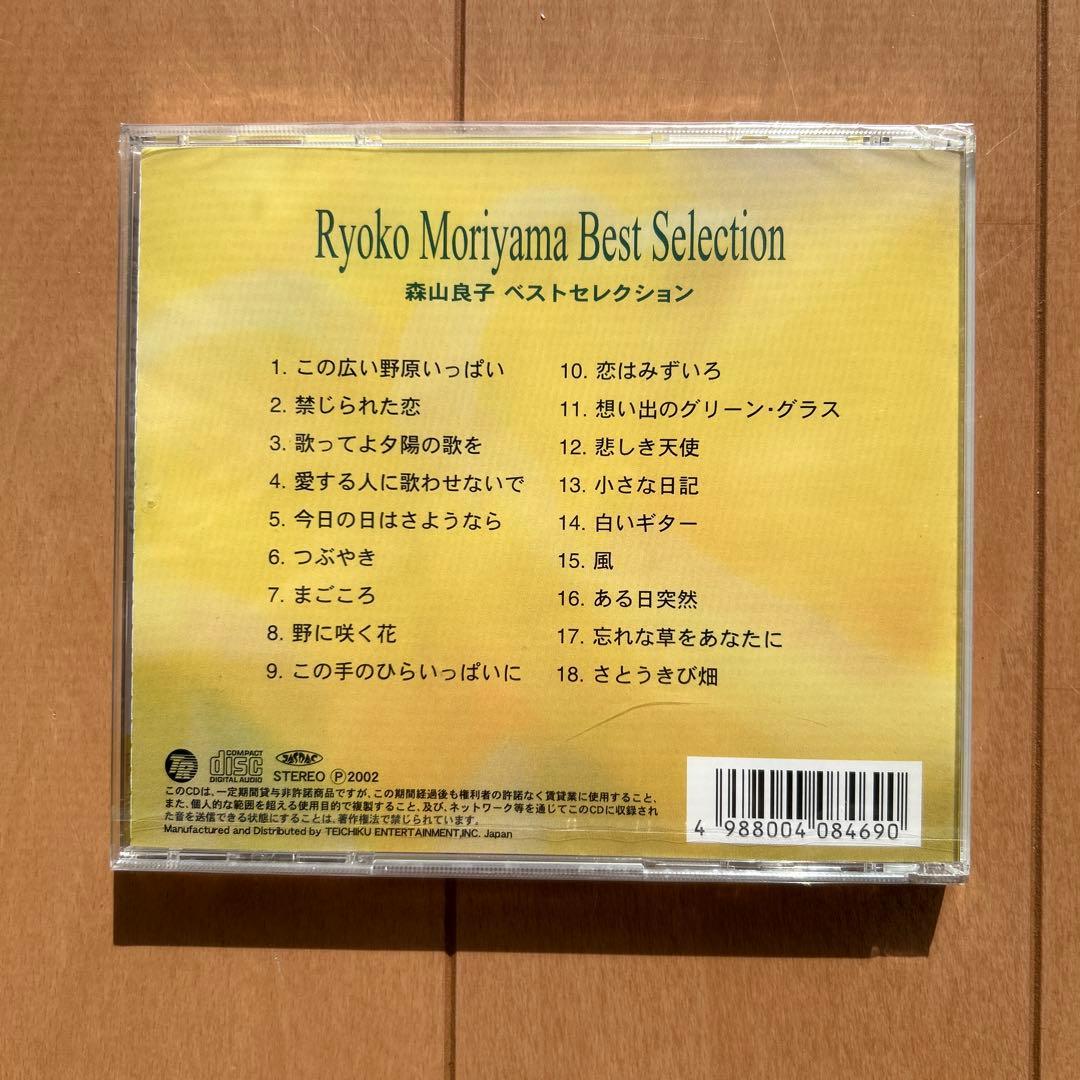 Ryoko Moriyama Best Selection
森山良子 ベストセレクション
1. この広い野原いっぱい
2. 禁じられた恋
3. 歌ってよ夕陽の歌を
4. 愛する人に歌わせないで
5. 今日の日はさようなら
6. つぶやき
7. まごころ
8. 野に咲く花
9. この手のひらいっぱいに
10. 恋はみずいろ
11. 想い出のグリーン･グラス
12. 悲しき天使
13. 小さな日記
14. 白いギター
15. 風
16. ある日突然
17. 忘れな草をあなたに
18. さとうきび畑
TR
COMPACT
disc
DIGITAL AUDIO
JASRAC
STEREO Ⓟ2002
このCDは、一定期間貸与非許諾商品ですが、この期間経過後も権利者の許諾なく賃貸業に使用すること、
また、個人的な範囲を超える使用目的で複製すること、及び、ネットワーク等を通じてこのCDに収録され
た音を送信できる状態にすることは、著作権法で禁じられています。
Manufactured and Distributed by TEICHIKU ENTERTAINMENT,INC. Japan
4 988004 084690